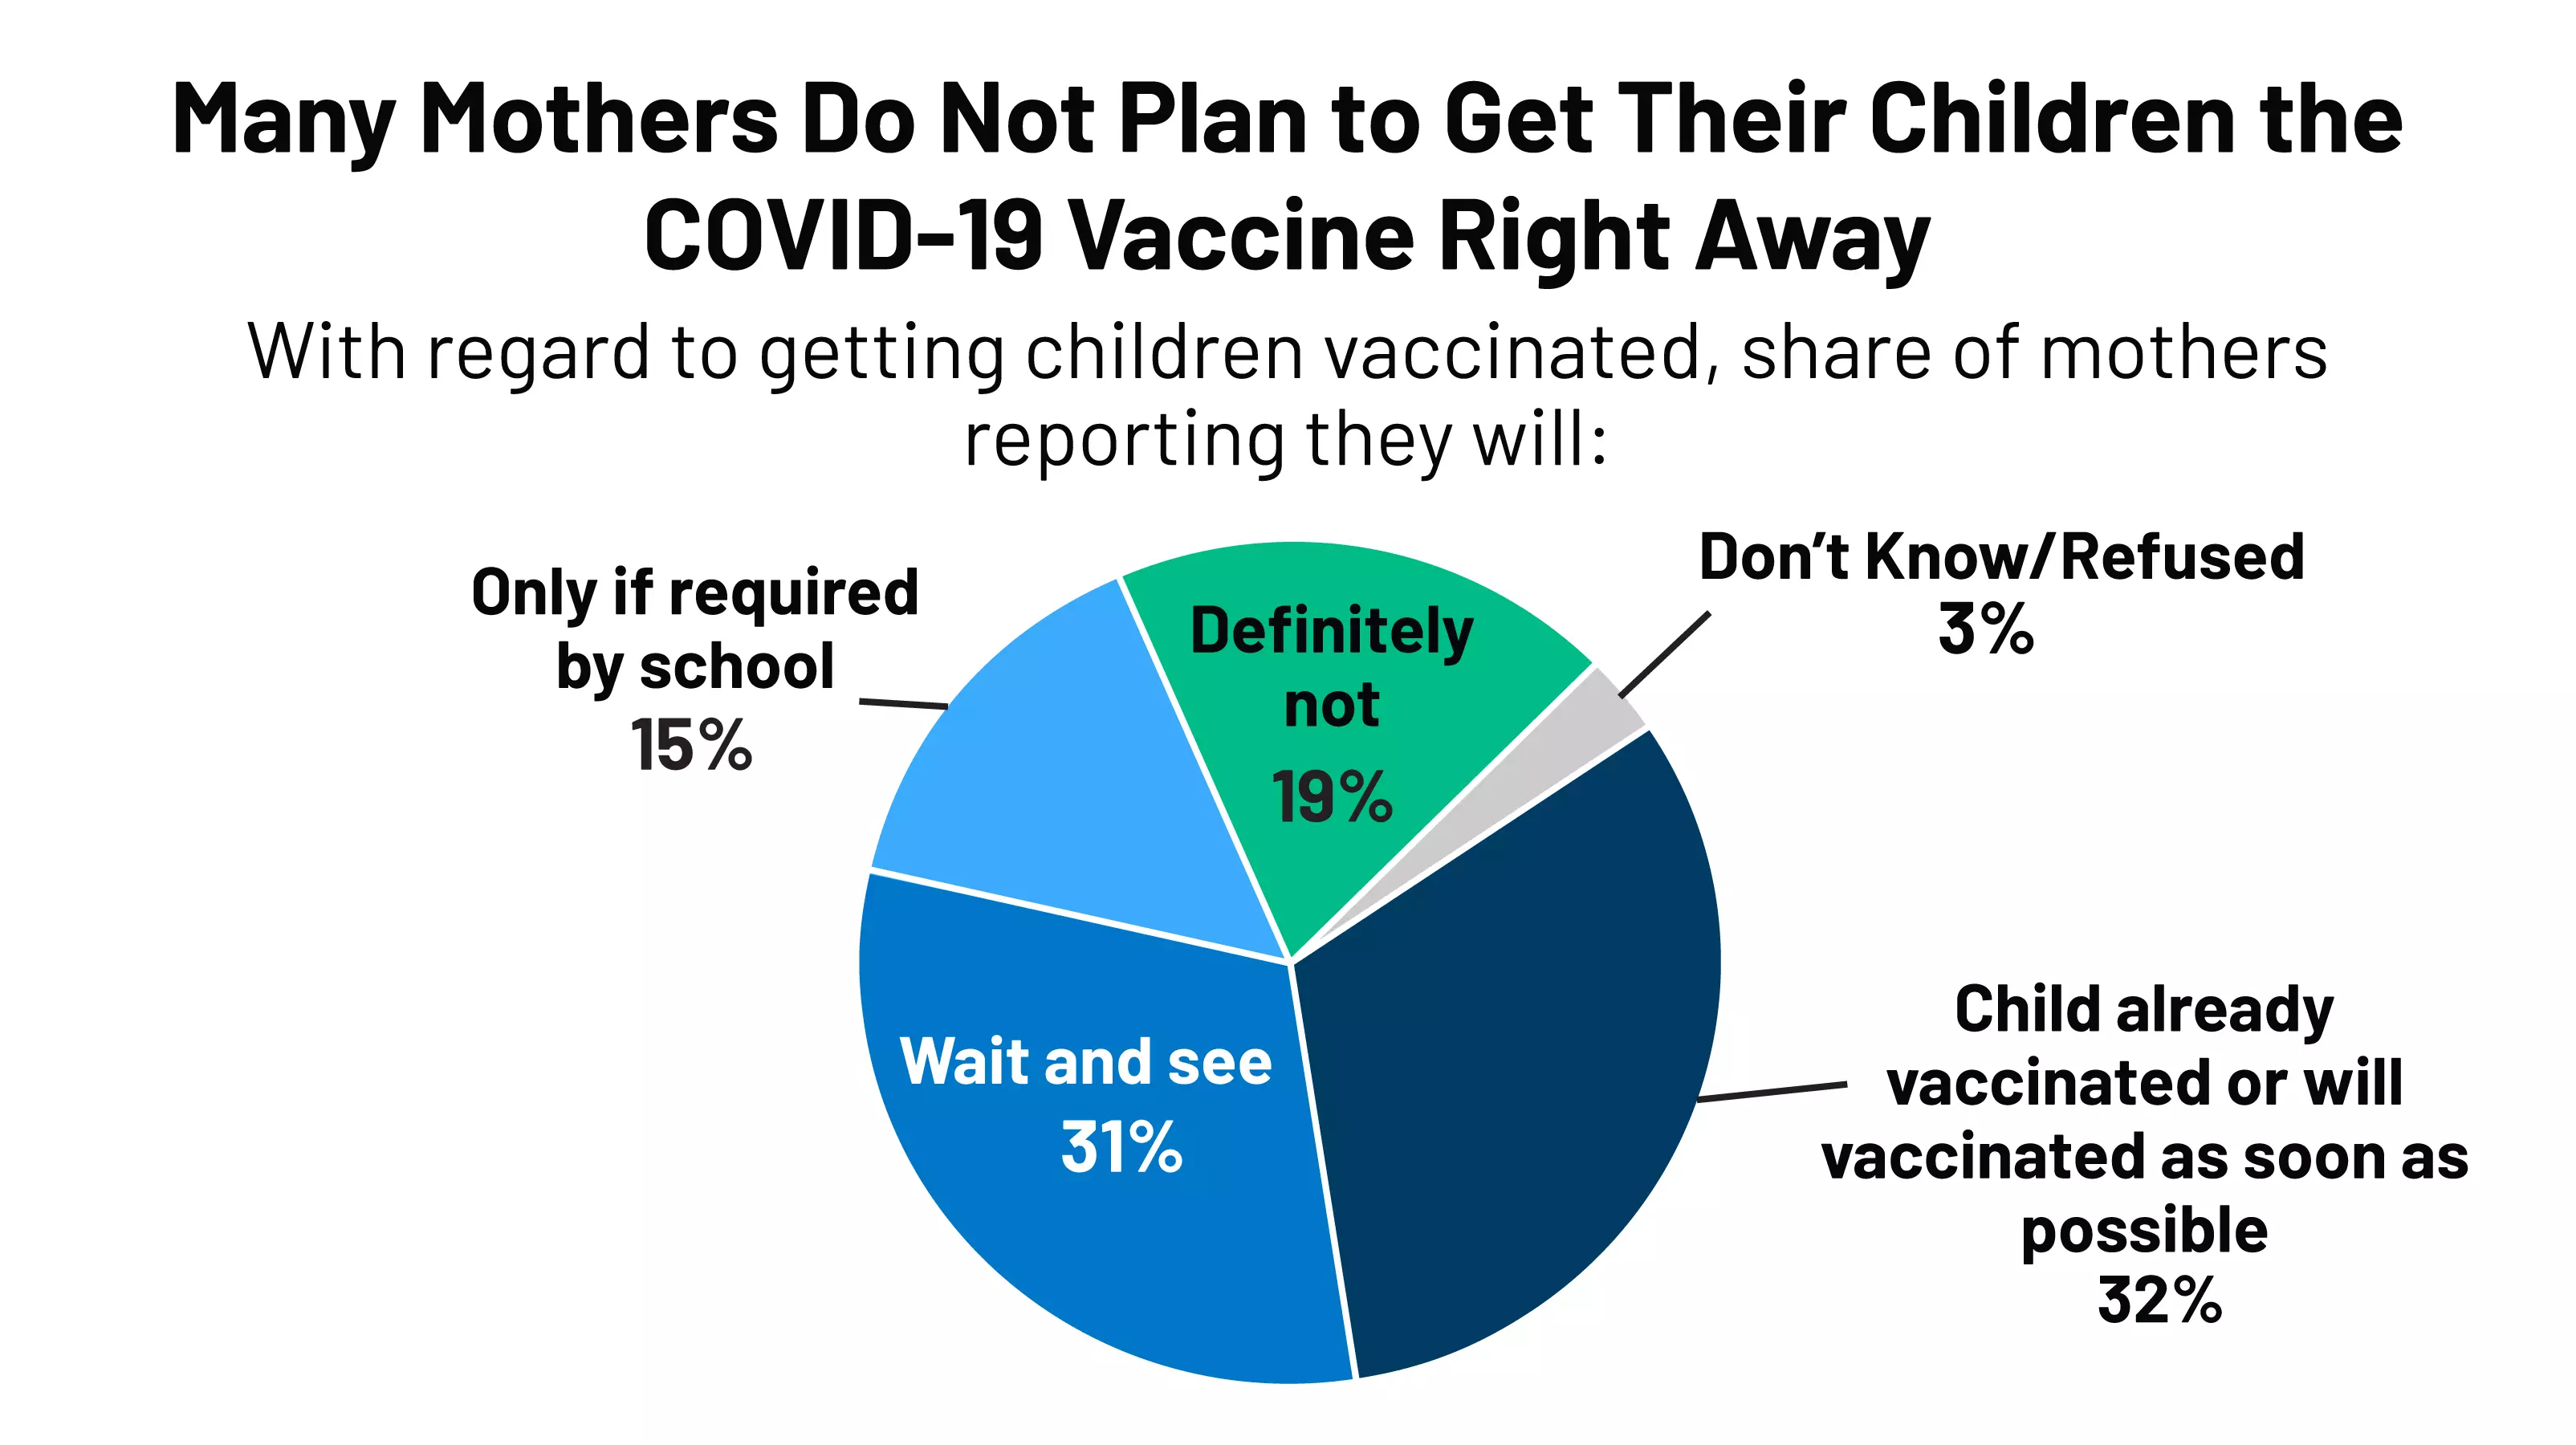 Many Mothers Do Not Plan to Get Their Children the
COVID-19 Vaccine Right Away
With regard to getting children vaccinated, share of mothers
reporting they will:
Only if required
by school
15%
Definitely
not
19%
Don’t Know/Refused
3%
Wait and see
31%
Child already
vaccinated or will
vaccinated as soon as
possible
32%